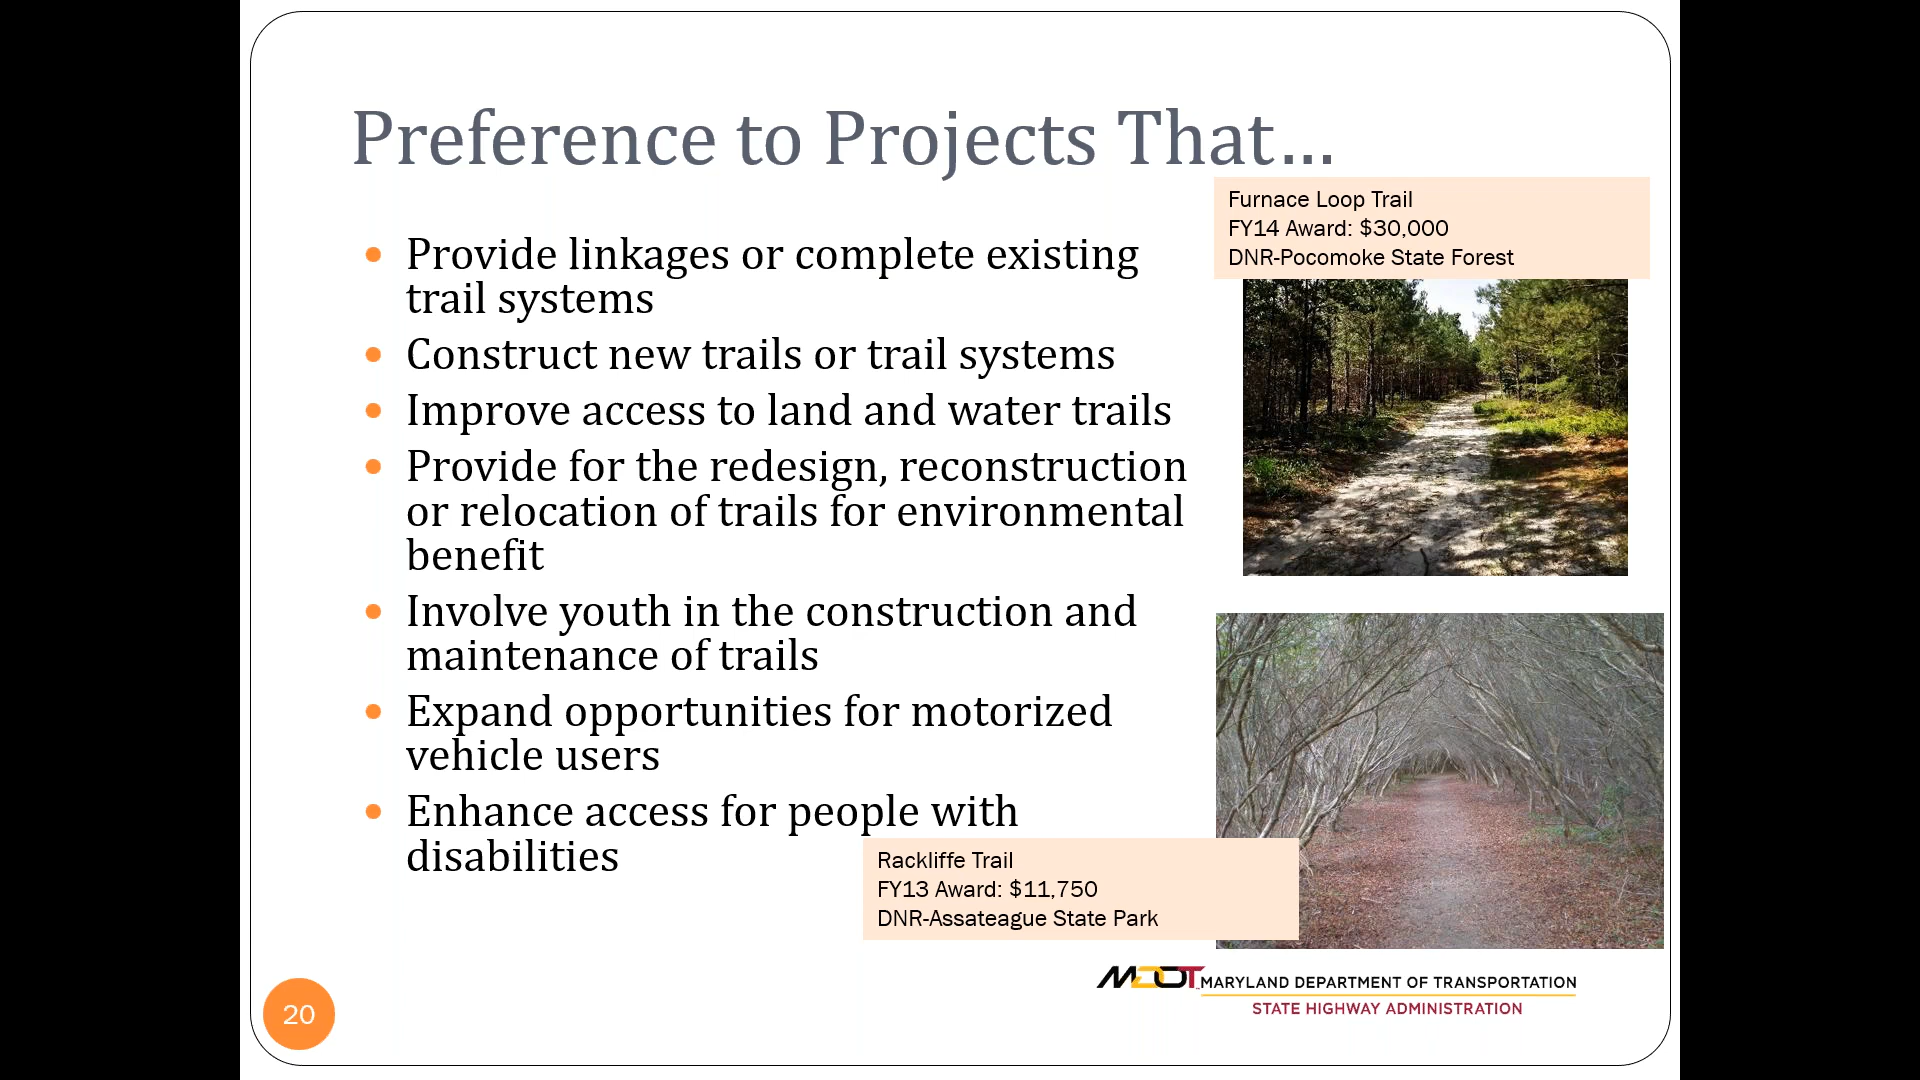 Preference to Projects That…
Furnace Loop Trail
FY14 Award: $30,000
DNR-Pocomoke State Forest
Provide linkages or complete existing
trail systems
Construct new trails or trail systems
Improve access to land and water trails
Provide for the redesign, reconstruction
or relocation of trails for environmental
benefit
Involve youth in the construction and
maintenance of trails
Expand opportunities for motorized
vehicle users
Enhance access for people with
disabilities
Rackliffe Trail
FY13 Award: $11,750
DNR-Assateague State Park
MDOT MARYLAND DEPARTMENT OF TRANSPORTATION
STATE HIGHWAY ADMINISTRATION
20